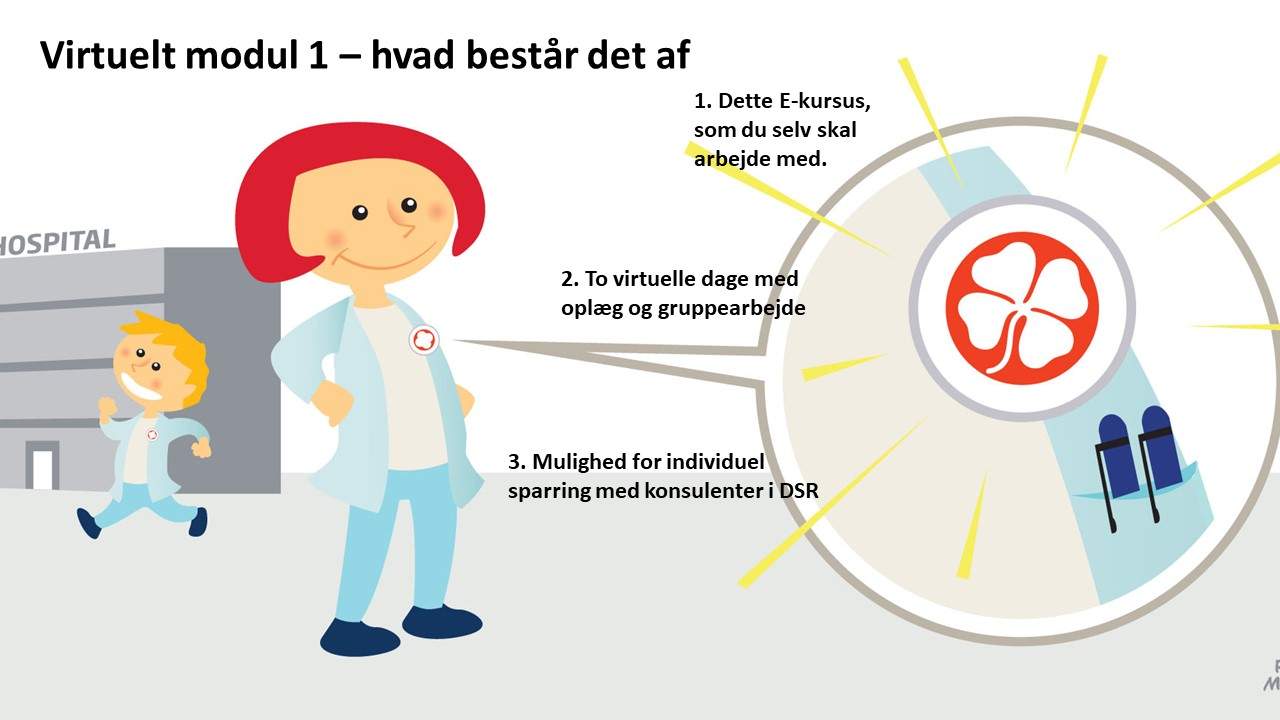 Virtuelt modul 1 – hvad består det af
1. Dette E-kursus,
som du selv skal
arbejde med.
HOSPITAL
2. To virtuelle dage med
oplæg og gruppearbejde
3. Mulighed for individuel
sparring med konsulenter i DSR